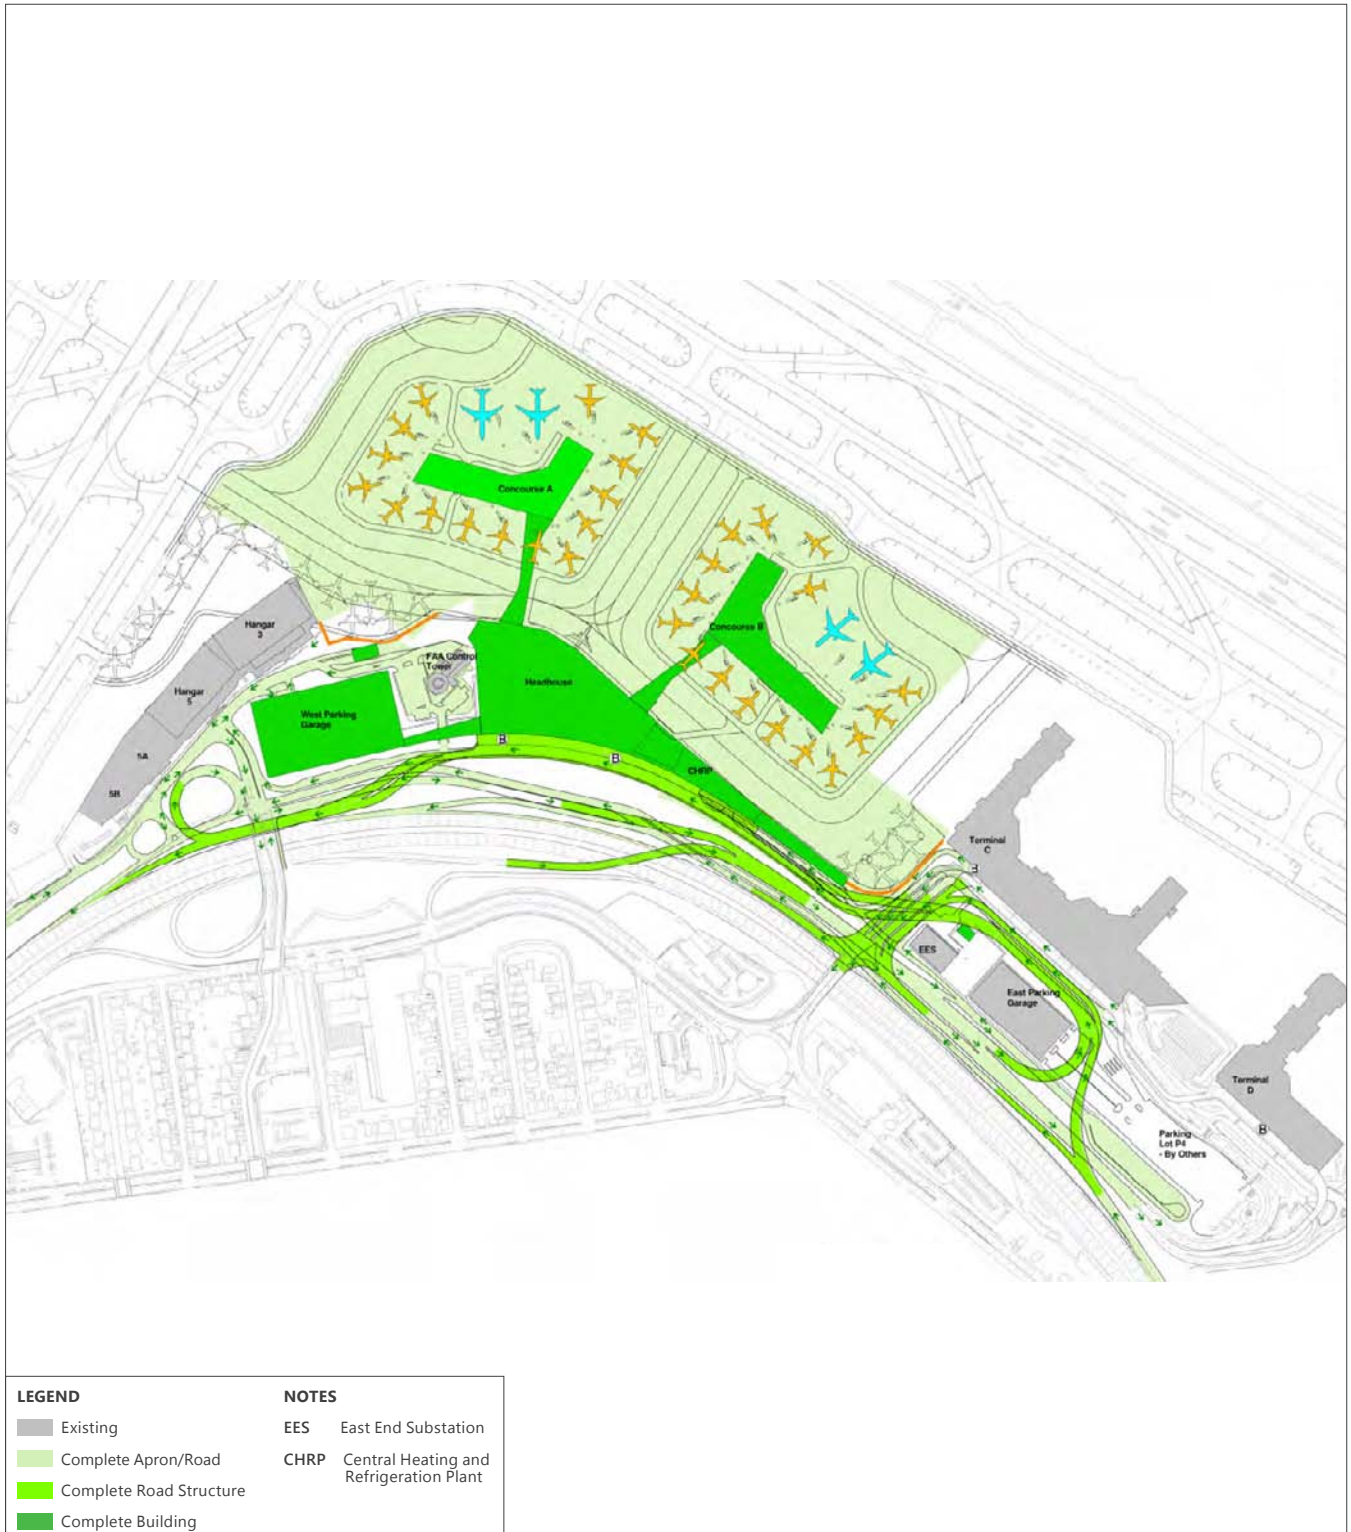 Concourse A
Concourse B
Hangar
3
FAA Control
Tower
Headhouse
Hangar
5
West Parking
Garage
B
B
5A
CHRP
5B
Terminal
C
B
EES
East Parking
Garage
Terminal
D
B
Parking
Lot P4
- By Others
LEGEND
Existing
Complete Apron/Road
Complete Road Structure
Complete Building
NOTES
EES East End Substation
CHRP Central Heating and
Refrigeration Plant